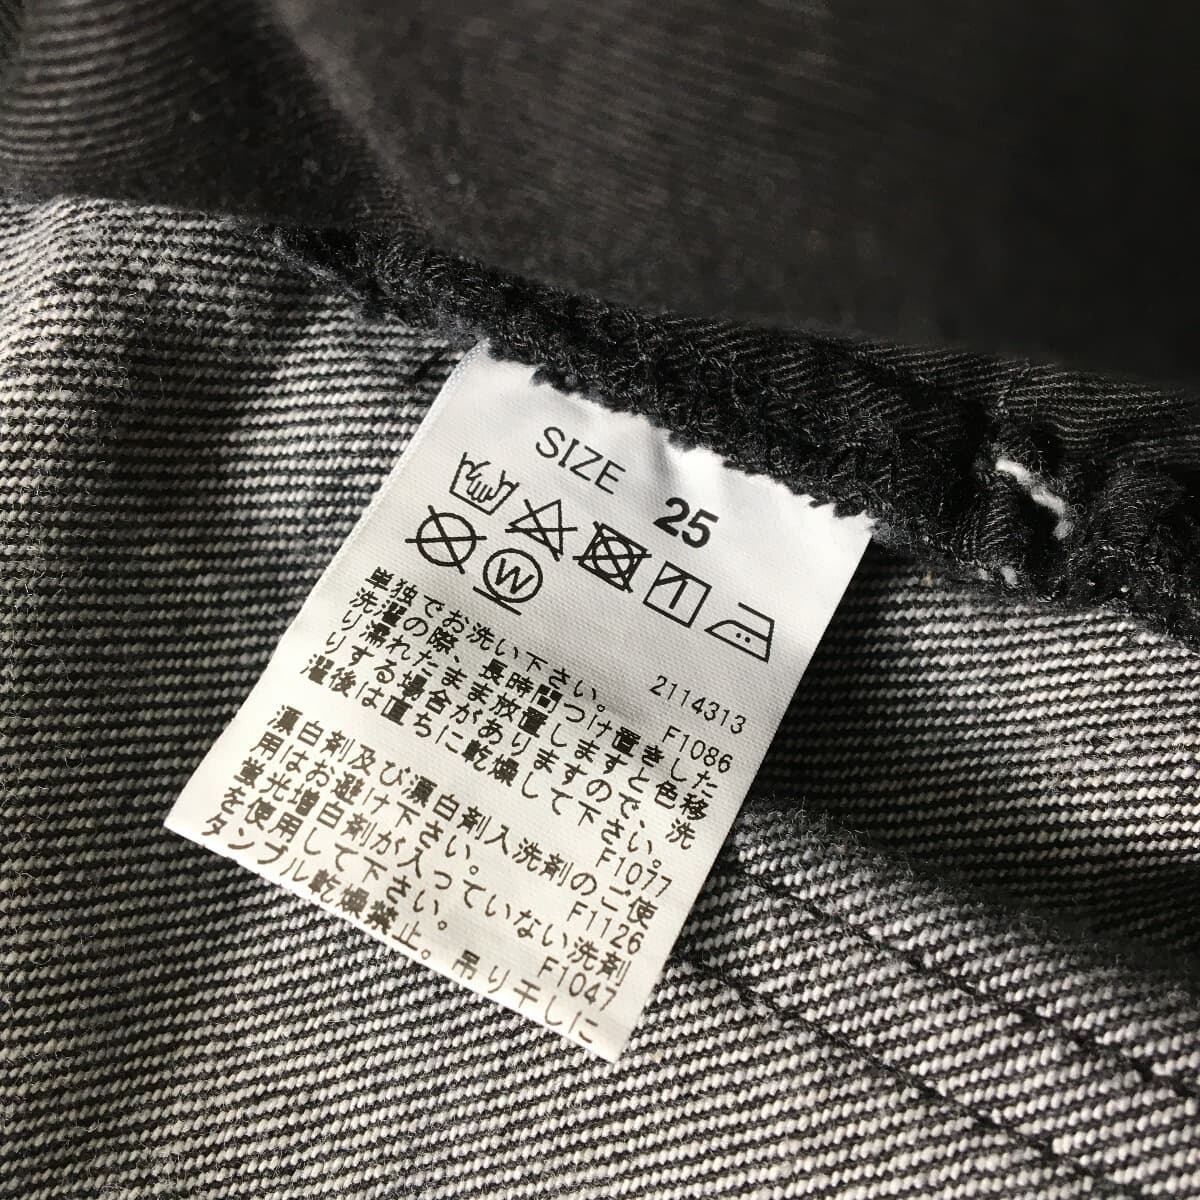 SIZE 25
W
2114313
単独でお洗い下さい。 F1086
洗濯の際、長時間つけ置きした
り濡れたまま放置しますと色移
りする場合がありますので、洗
濯後は直ちに乾燥して下さい。
F1077
漂白剤及び漂白剤入洗剤のご使
用はお避け下さい。 F1126
蛍光増白剤が入っていない洗剤
を使用して下さい。 F1047
タンブル乾燥禁止。吊り干しに